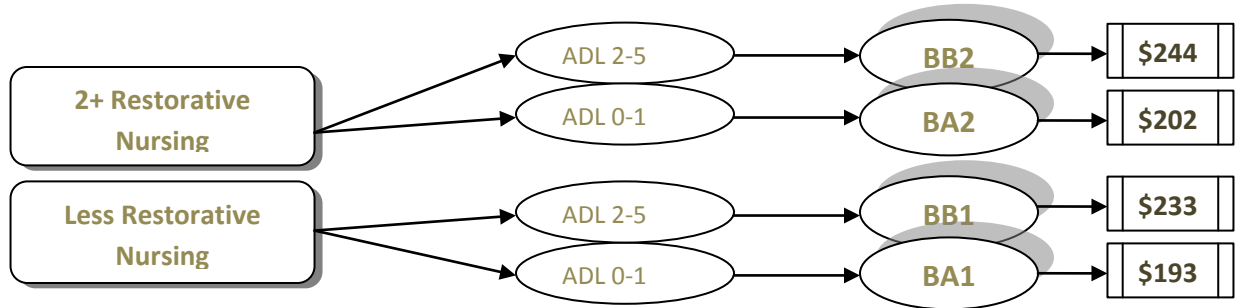 ADL 2-5 BB2 $244
2+ Restorative
Nursing
ADL 0-1 BA2 $202
Less Restorative
Nursing
ADL 2-5 BB1 $233
ADL 0-1 BA1 $193